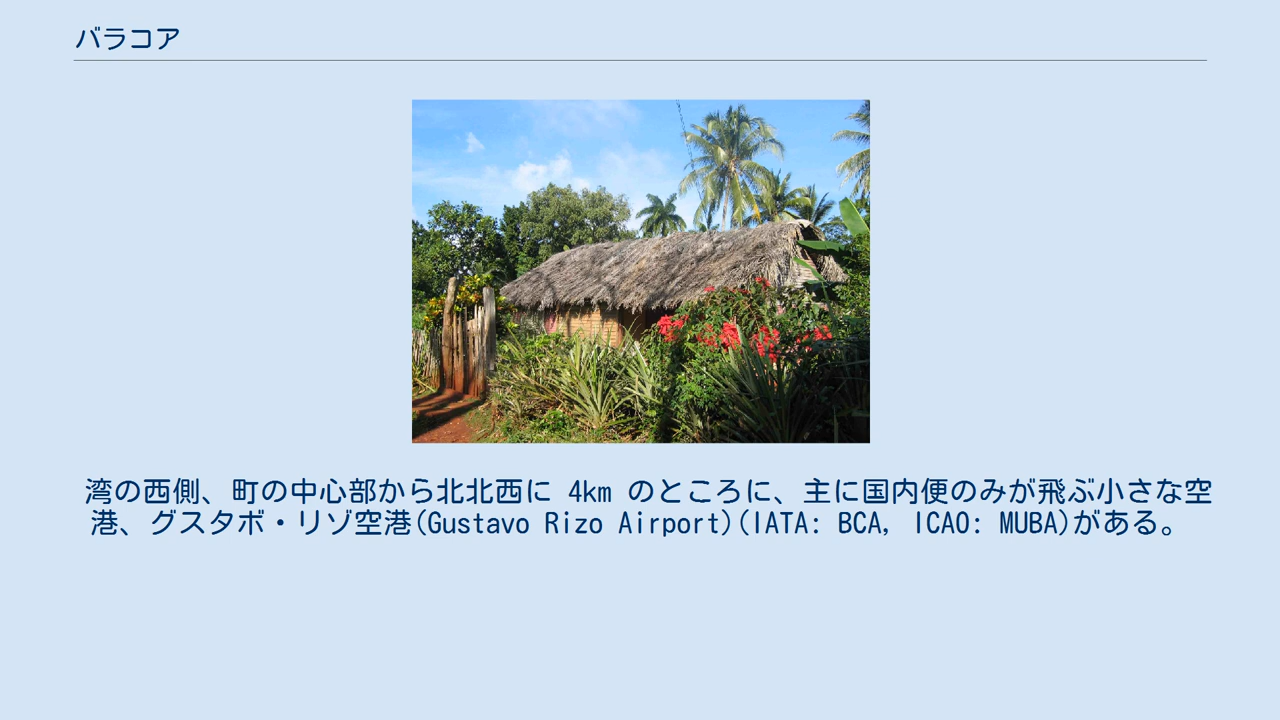 バラコア
湾の西側、町の中心部から北北西に 4km のところに、主に国内便のみが飛ぶ小さな空
港、グスタボ・リゾ空港(Gustavo Rizo Airport)(IATA: BCA, ICAO: MUBA)がある。